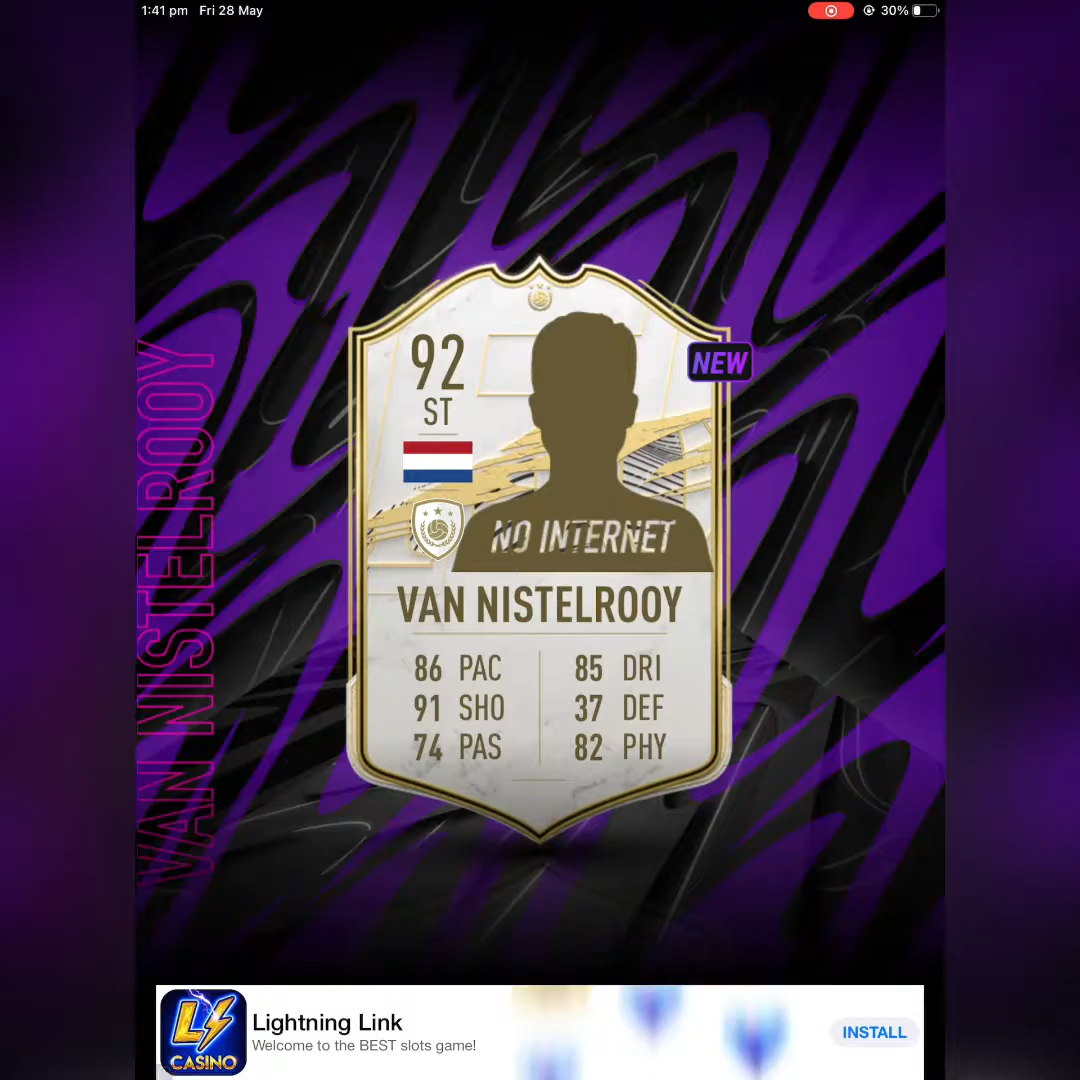 1:41 pm Fri 28 May
30%
92
ST
NEW
NO INTERNET
VAN NISTELROOY
86 PAC
85 DRI
91 SHO
37 DEF
74 PAS
82 PHY
VAN NISTELROOY
CASINO
Lightning Link
Welcome to the BEST slots game!
INSTALL